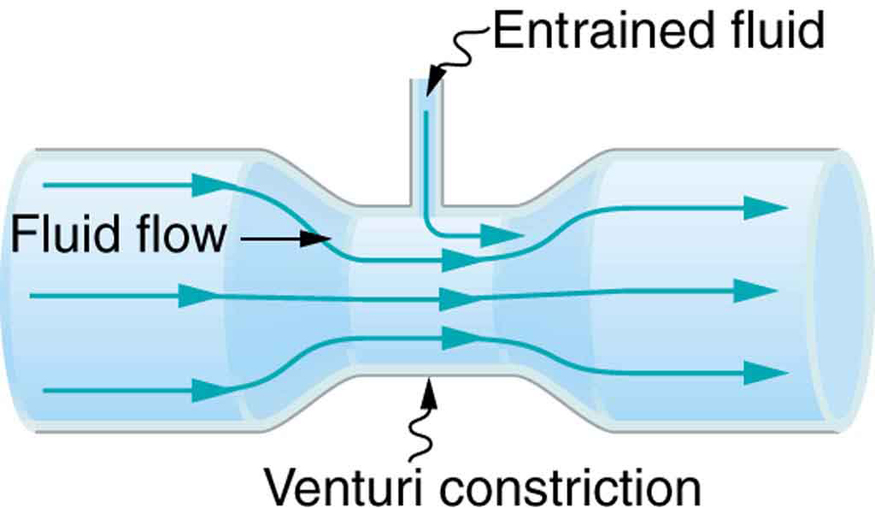 Entrained fluid
Fluid flow
Venturi constriction